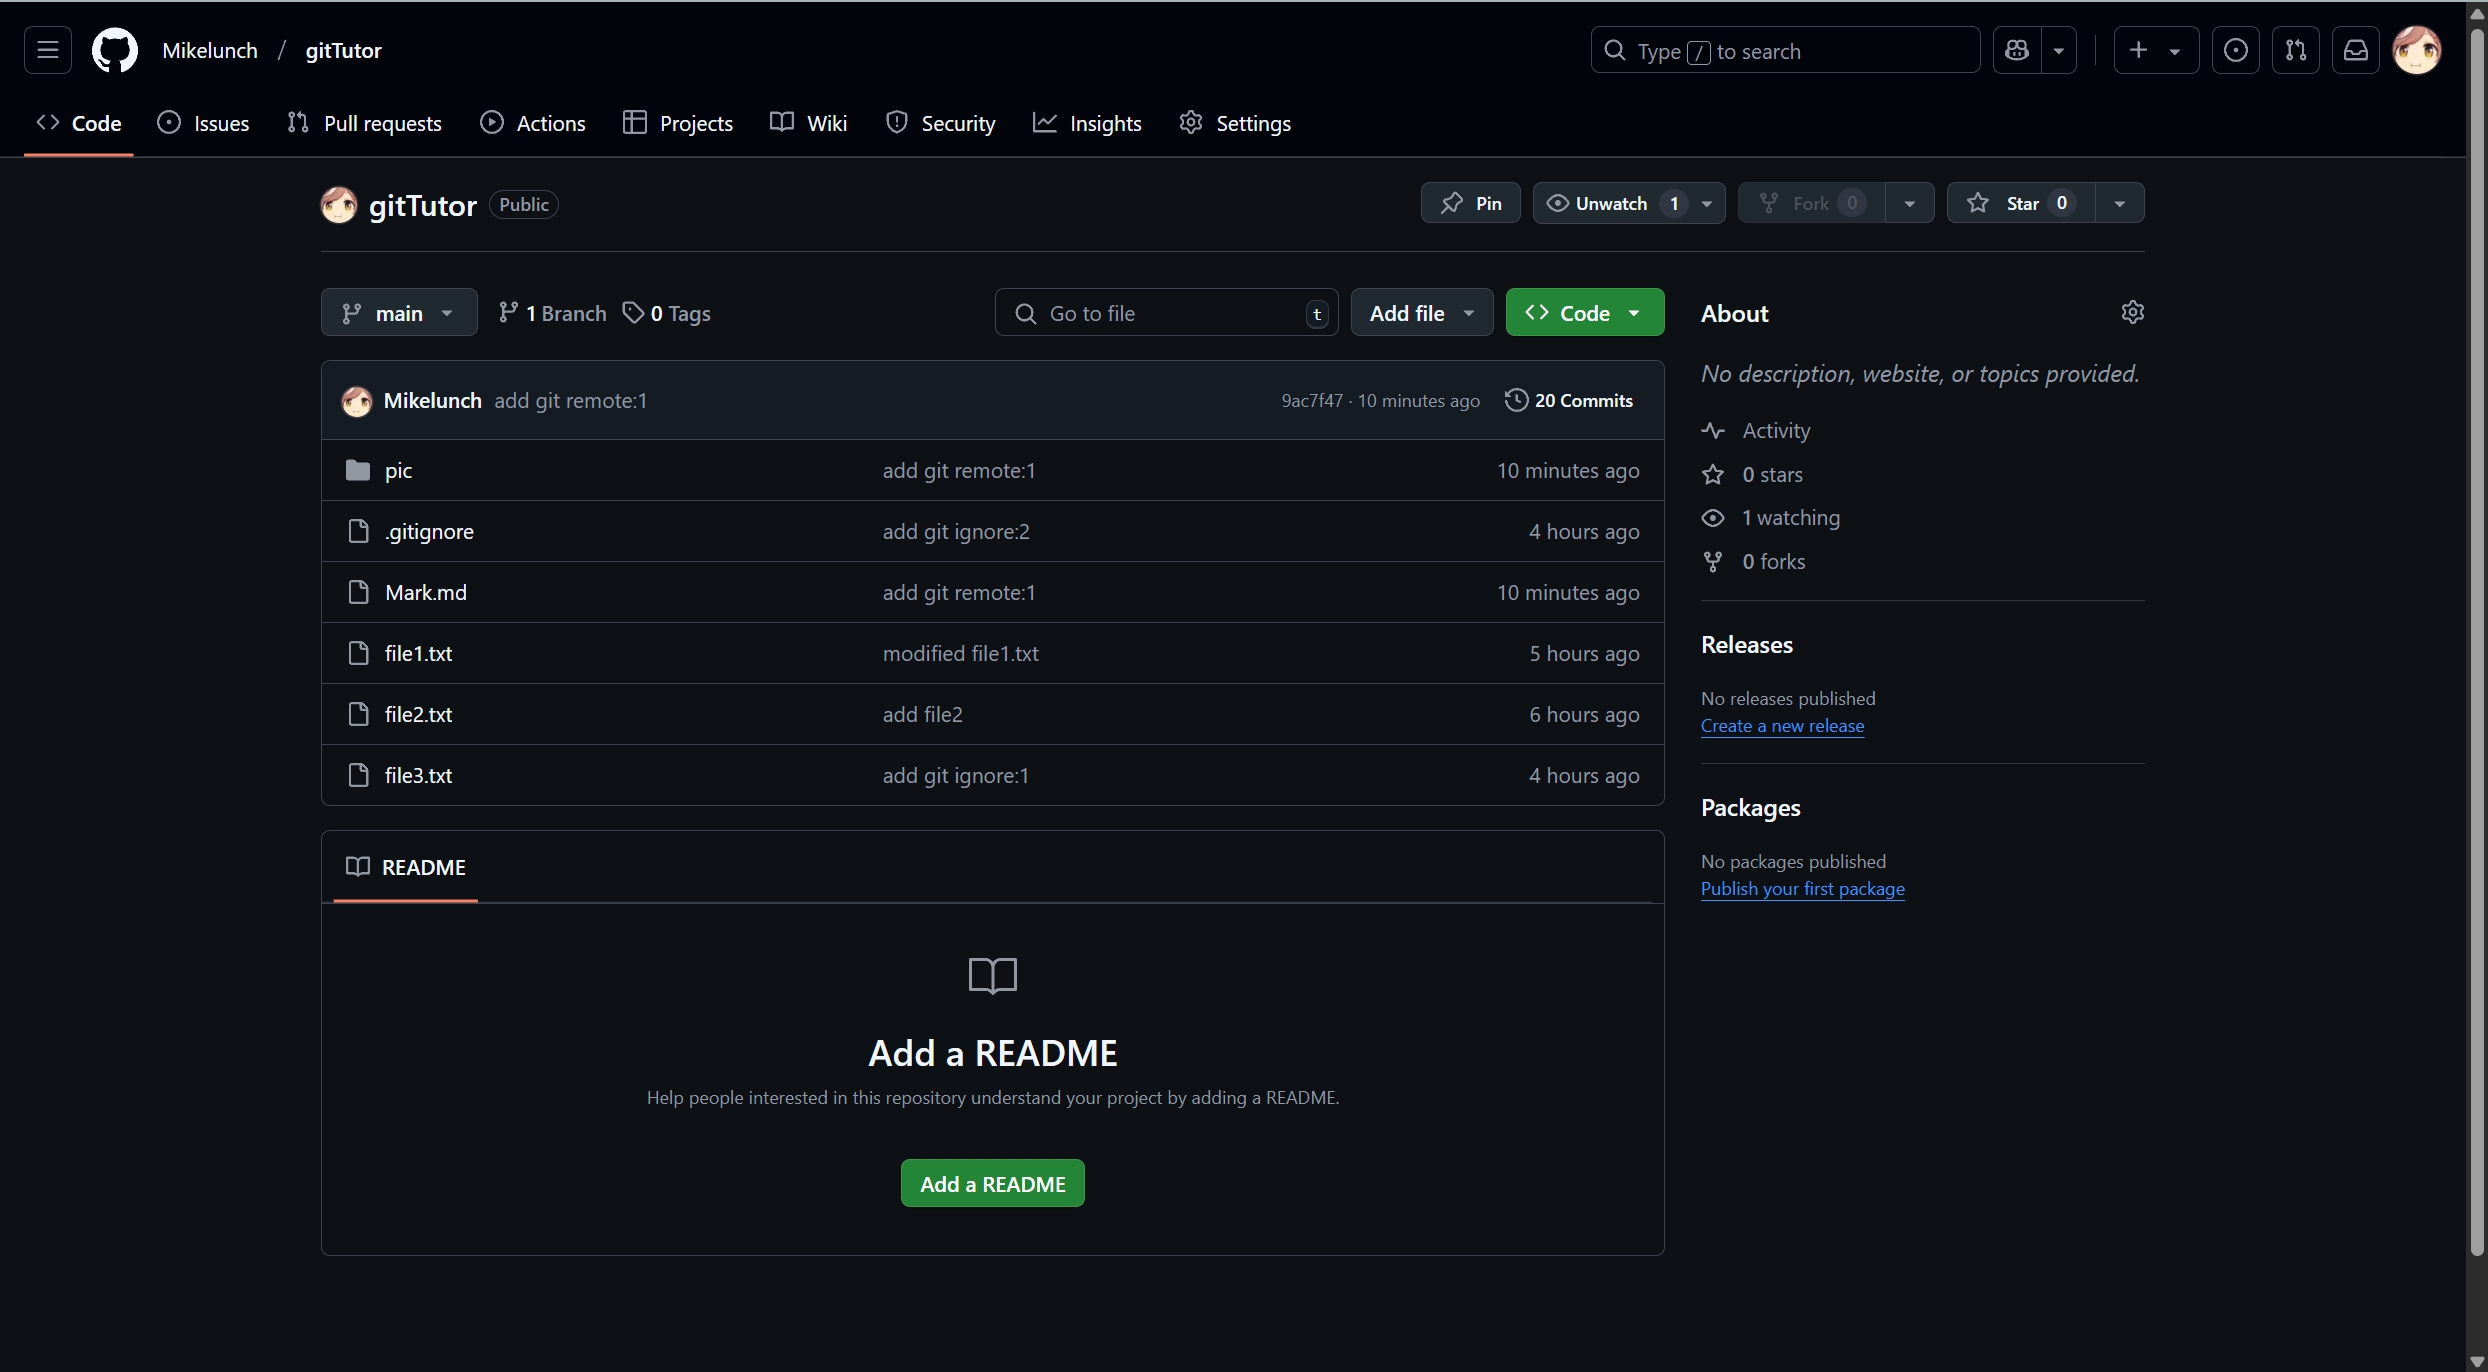 Mikelunch / gitTutor
Type / to search
Code Issues Pull requests Actions Projects Wiki Security Insights Settings
gitTutor Public
Pin Unwatch 1 Fork 0 Star 0
main 1 Branch 0 Tags
Go to file t Add file Code
Mikelunch add git remote:1 9ac7f47 · 10 minutes ago 20 Commits
pic add git remote:1 10 minutes ago
.gitignore add git ignore:2 4 hours ago
Mark.md add git remote:1 10 minutes ago
file1.txt modified file1.txt 5 hours ago
file2.txt add file2 6 hours ago
file3.txt add git ignore:1 4 hours ago
README
Add a README
Help people interested in this repository understand your project by adding a README.
Add a README
About
No description, website, or topics provided.
Activity
0 stars
1 watching
0 forks
Releases
No releases published
Create a new release
Packages
No packages published
Publish your first package